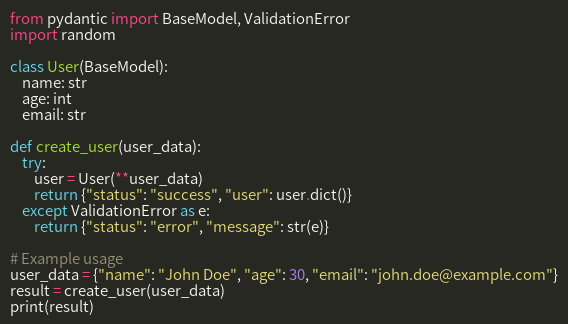 from pydantic import BaseModel, ValidationError
import random

class User(BaseModel):
    name: str
    age: int
    email: str

def create_user(user_data):
    try:
        user = User(**user_data)
        return {"status": "success", "user": user.dict()}
    except ValidationError as e:
        return {"status": "error", "message": str(e)}

# Example usage
user_data = {"name": "John Doe", "age": 30, "email": "john.doe@example.com"}
result = create_user(user_data)
print(result)